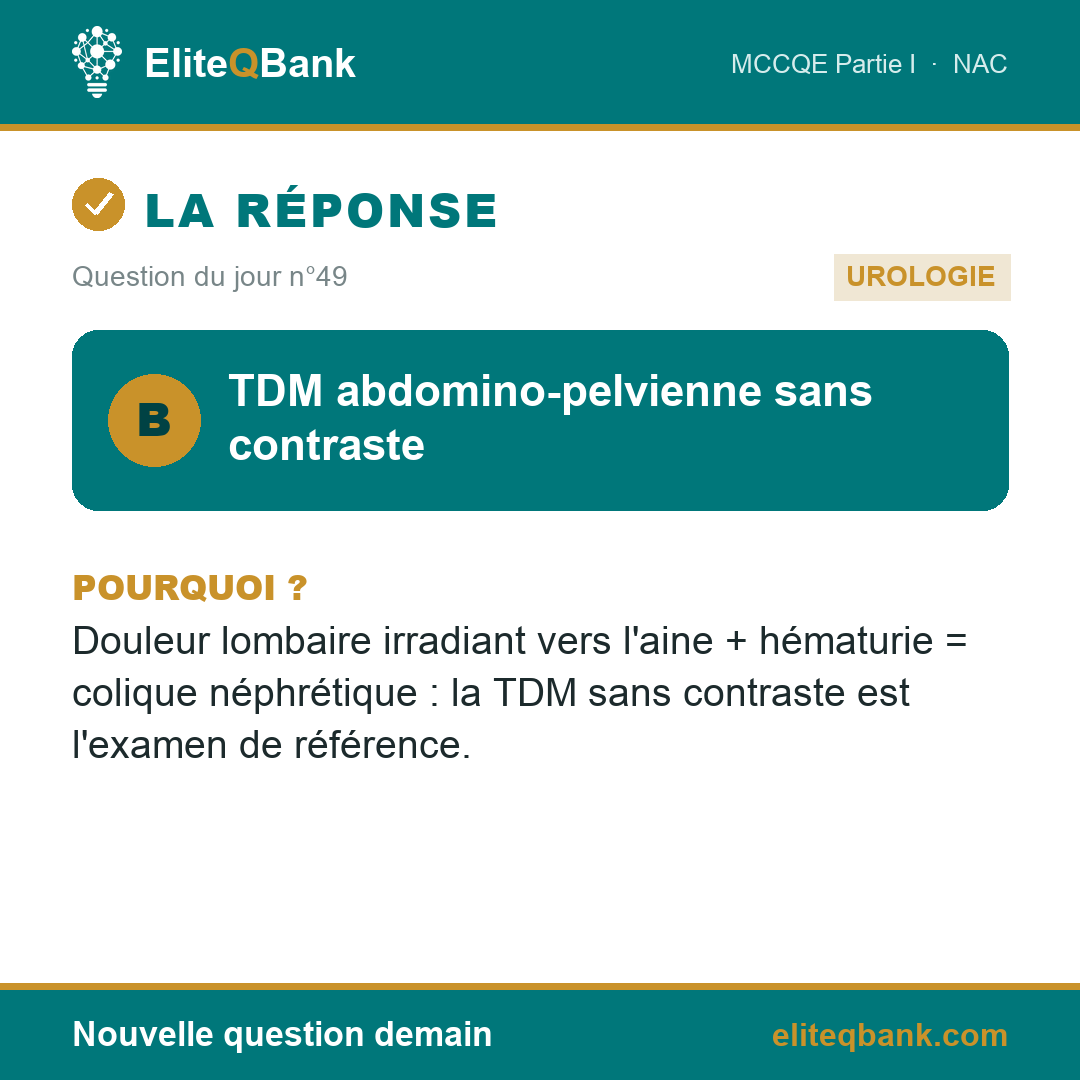 EliteQBank
MCCQE Partie I · NAC
LA RÉPONSE
Question du jour n°49
UROLOGIE
B
TDM abdomino-pelvienne sans
contraste
POURQUOI ?
Douleur lombaire irradiant vers l'aine + hématurie =
colique néphrétique : la TDM sans contraste est
l'examen de référence.
Nouvelle question demain
eliteqbank.com